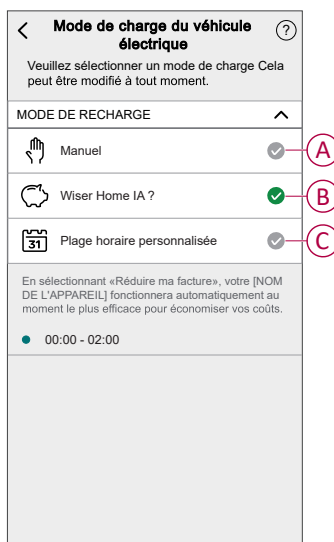 Mode de charge du véhicule
électrique
?
Veuillez sélectionner un mode de charge Cela
peut être modifié à tout moment.
MODE DE RECHARGE
Manuel
A
Wiser Home IA ?
B
31
Plage horaire personnalisée
C
En sélectionnant «Réduire ma facture», votre [NOM
DE L'APPAREIL] fonctionnera automatiquement au
moment le plus efficace pour économiser vos coûts.
00:00 - 02:00